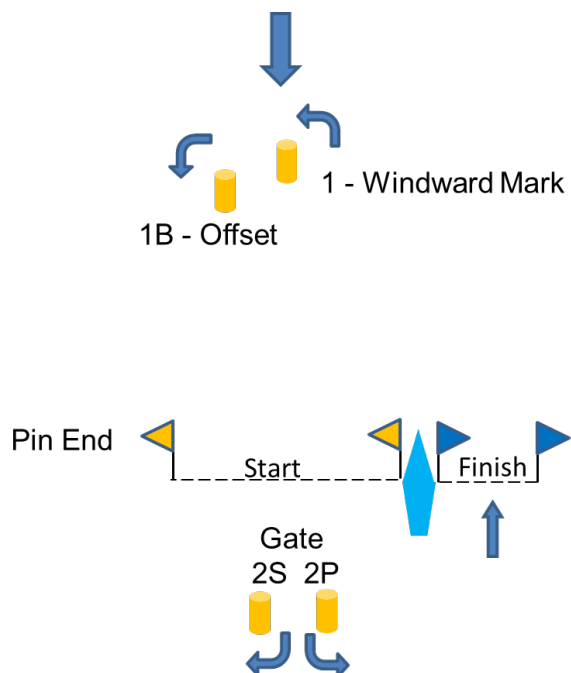 1 - Windward Mark
1B - Offset
Pin End
Start
Finish
Gate
2S 2P